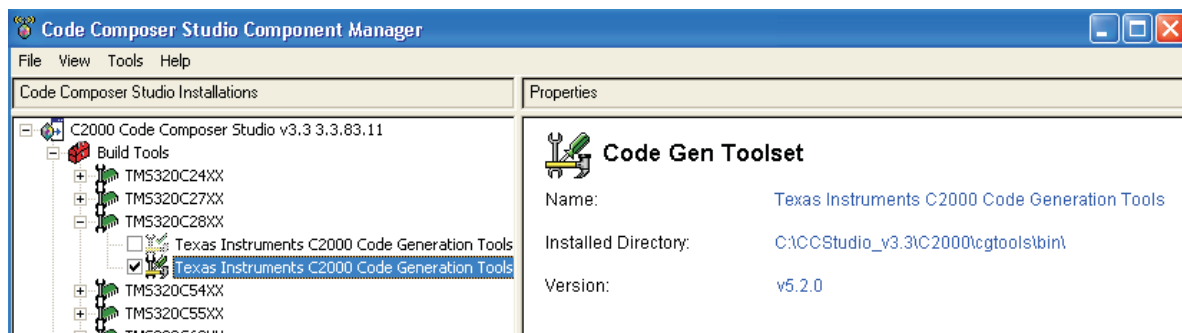 Code Composer Studio Component Manager
File View Tools Help
Code Composer Studio Installations
Properties
C2000 Code Composer Studio v3.3 3.3.83.11
Build Tools
TMS320C24XX
TMS320C27XX
TMS320C28XX
Texas Instruments C2000 Code Generation Tools
Texas Instruments C2000 Code Generation Tools
TMS320C54XX
TMS320C55XX
Code Gen Toolset
Name: Texas Instruments C2000 Code Generation Tools
Installed Directory: C:\CCStudio_v3.3\C2000\cgtools\bin\
Version: v5.2.0